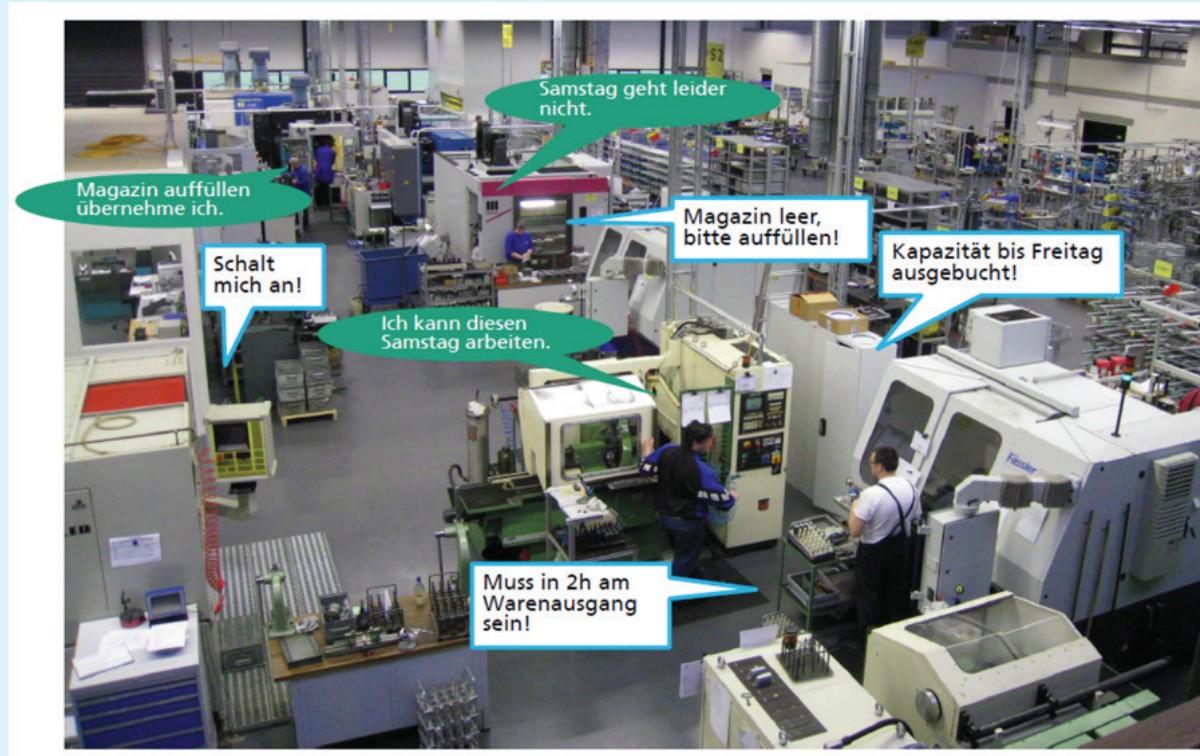 Samstag geht leider
nicht.
Magazin auffüllen
übernehme ich.
Magazin leer,
bitte auffüllen!
Kapazität bis Freitag
ausgebucht!
Schalt
mich an!
Ich kann diesen
Samstag arbeiten.
Muss in 2h am
Warenausgang
sein!
S2
Fässler